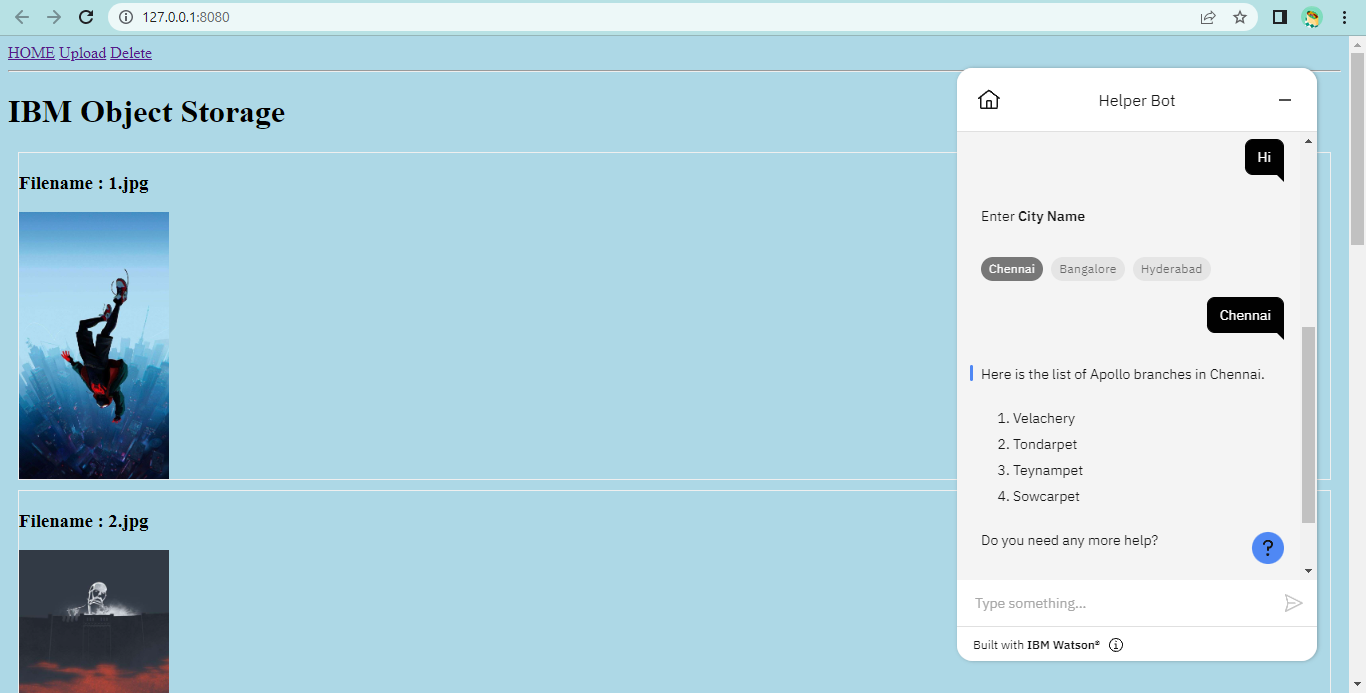 127.0.0.1:8080
HOME Upload Delete
IBM Object Storage
Filename : 1.jpg
Filename : 2.jpg
Helper Bot
Hi
Enter City Name
Chennai Bangalore Hyderabad
Chennai
Here is the list of Apollo branches in Chennai.
1. Velachery
2. Tondarpet
3. Teynampet
4. Sowcarpet
Do you need any more help?
?
Type something...
Built with IBM Watson®